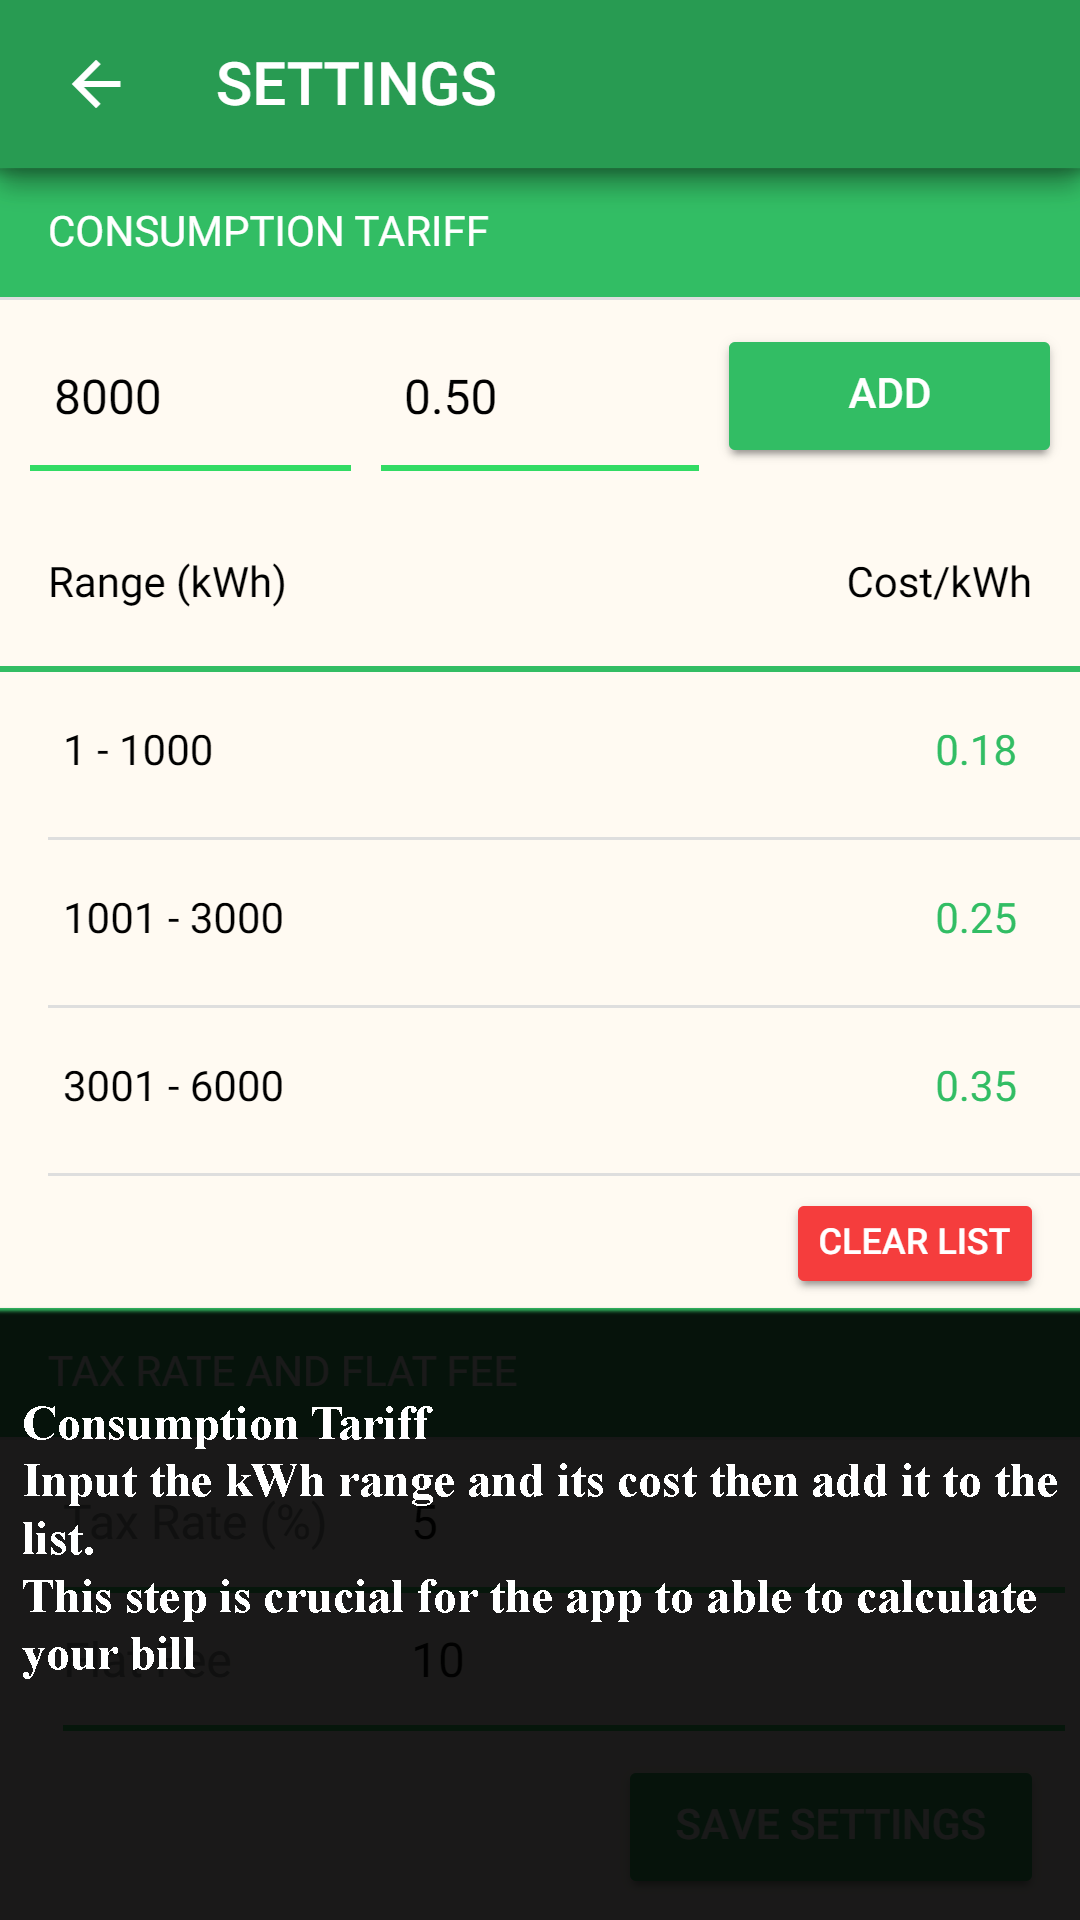 SETTINGS
CONSUMPTION TARIFF
8000 0.50 ADD
Range (kWh) Cost/kWh
1 - 1000 0.18
1001 - 3000 0.25
3001 - 6000 0.35
CLEAR LIST
TAX RATE AND FLAT FEE
Consumption Tariff
Input the kWh range and its cost then add it to the
list.
Tax Rate (%) 5
This step is crucial for the app to able to calculate
your bill
Flat Fee 10
SAVE SETTINGS